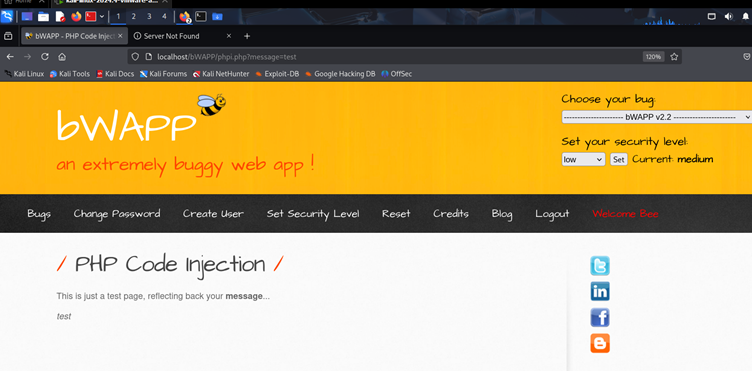 Home
1 2 3 4
bWAPP - PHP Code Inject
Server Not Found
localhost/bWAPP/phpi.php?message=test
120%
Kali Linux Kali Tools Kali Docs Kali Forums Kali NetHunter Exploit-DB Google Hacking DB OffSec
bWAPP
an extremely buggy web app !
Choose your bug:
---------------------- bWAPP v2.2 -----------------------
Set your security level:
low Set Current: medium
Bugs Change Password Create User Set Security Level Reset Credits Blog Logout Welcome Bee
/ PHP Code Injection /
This is just a test page, reflecting back your message...
test